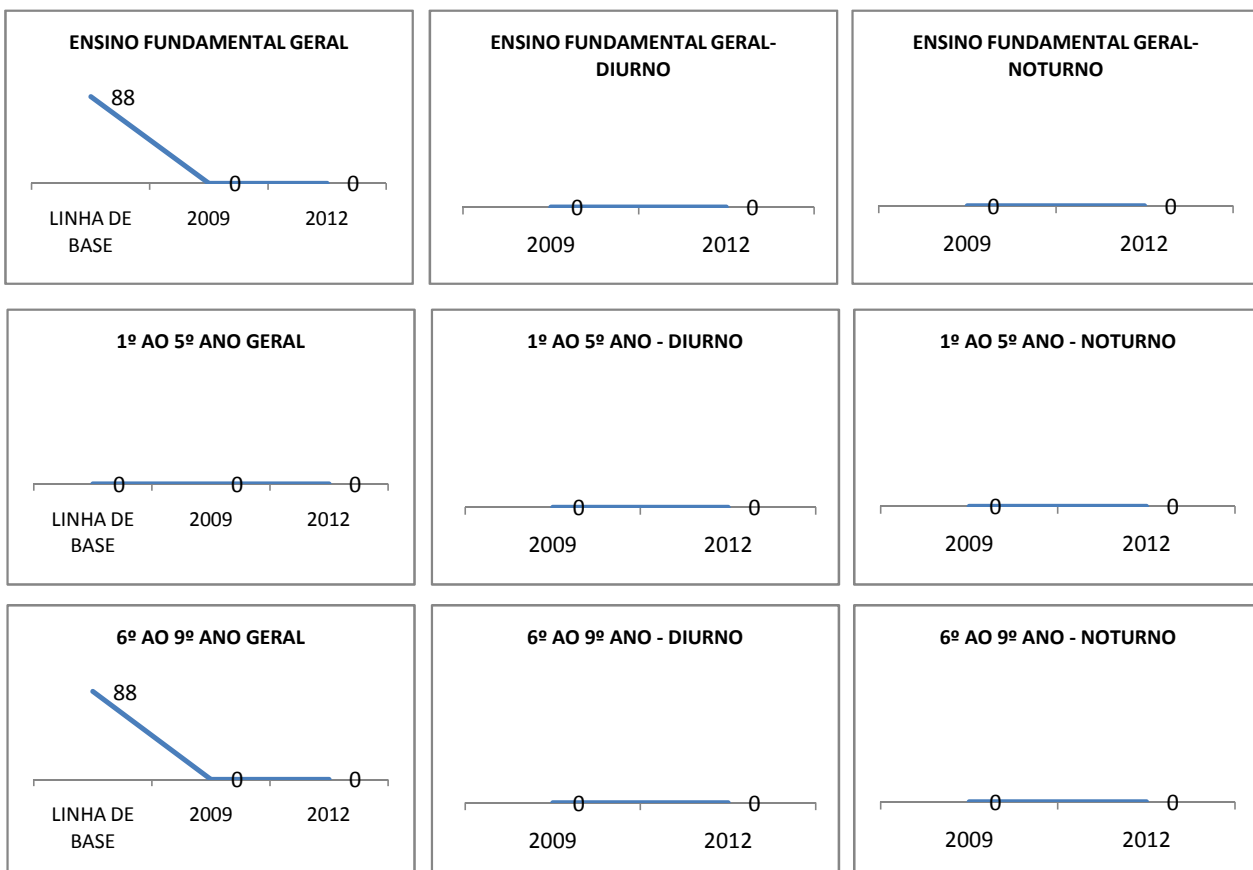 ENSINO FUNDAMENTAL GERAL
88
0
0
LINHA DE
BASE
2009
2012
ENSINO FUNDAMENTAL GERAL-
DIURNO
0
0
2009
2012
ENSINO FUNDAMENTAL GERAL-
NOTURNO
0
0
2009
2012
1º AO 5º ANO GERAL
0
0
0
LINHA DE
BASE
2009
2012
1º AO 5º ANO - DIURNO
0
0
2009
2012
1º AO 5º ANO - NOTURNO
0
0
2009
2012
6º AO 9º ANO GERAL
88
0
0
LINHA DE
BASE
2009
2012
6º AO 9º ANO - DIURNO
0
0
2009
2012
6º AO 9º ANO - NOTURNO
0
0
2009
2012